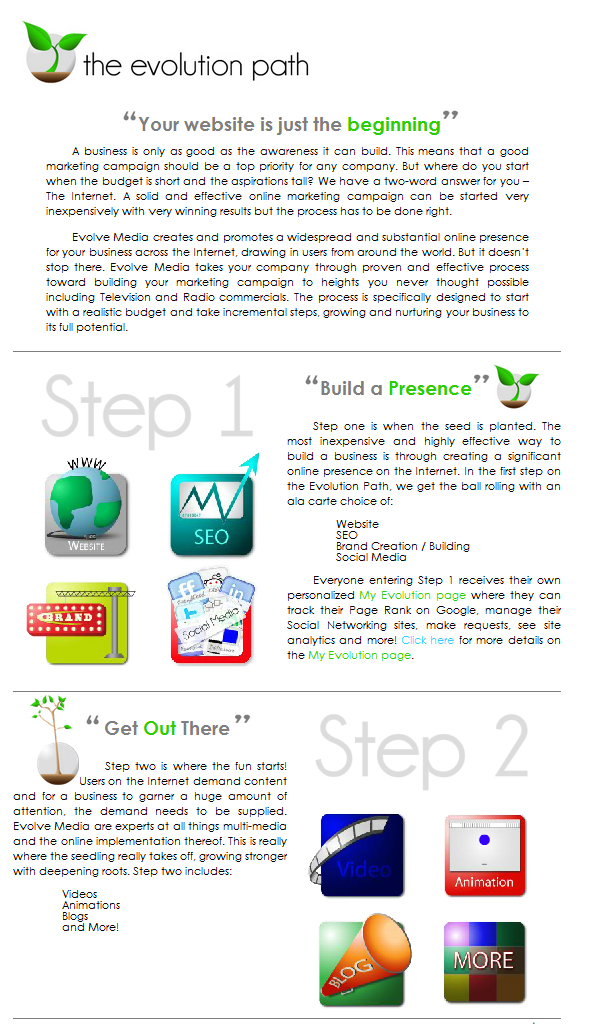 the evolution path
“Your website is just the beginning”
A business is only as good as the awareness it can build. This means that a good
marketing campaign should be a top priority for any company. But where do you start
when the budget is short and the aspirations tall? We have a two-word answer for you –
The Internet. A solid and effective online marketing campaign can be started very
inexpensively with very winning results but the process has to be done right.
Evolve Media creates and promotes a widespread and substantial online presence
for your business across the Internet, drawing in users from around the world. But it doesn't
stop there. Evolve Media takes your company through proven and effective process
toward building your marketing campaign to heights you never thought possible
including Television and Radio commercials. The process is specifically designed to start
with a realistic budget and take incremental steps, growing and nurturing your business to
its full potential.
Step 1
WWW
WEBSITE
SEO
BRAND
Social Media
“Build a Presence”
Step one is when the seed is planted. The
most inexpensive and highly effective way to
build a business is through creating a significant
online presence on the Internet. In the first step on
the Evolution Path, we get the ball rolling with an
ala carte choice of:
Website
SEO
Brand Creation / Building
Social Media
Everyone entering Step 1 receives their own
personalized My Evolution page where they can
track their Page Rank on Google, manage their
Social Networking sites, make requests, see site
analytics and more! Click here for more details on
the My Evolution page.
“Get Out There”
Step two is where the fun starts!
Users on the Internet demand content
and for a business to garner a huge amount of
attention, the demand needs to be supplied.
Evolve Media are experts at all things multi-media
and the online implementation thereof. This is really
where the seedling really takes off, growing stronger
with deepening roots. Step two includes:
Videos
Animations
Blogs
and More!
Step 2
Video
Animation
BLOG
MORE